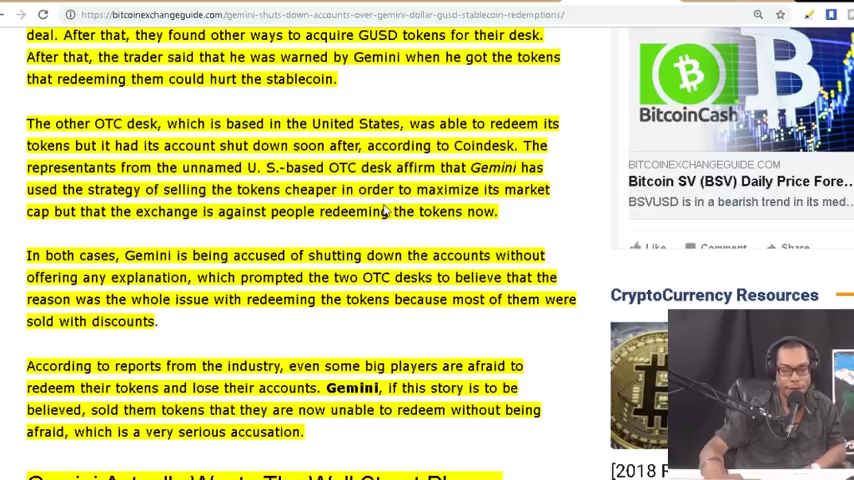 https://bitcoinexchangeguide.com/gemini-shuts-down-accounts-over-gemini-dollar-gusd-stablecoin-redemptions/
deal. After that, they found other ways to acquire GUSD tokens for their desk.
After that, the trader said that he was warned by Gemini when he got the tokens
that redeeming them could hurt the stablecoin.
The other OTC desk, which is based in the United States, was able to redeem its
tokens but it had its account shut down soon after, according to Coindesk. The
representants from the unnamed U. S.-based OTC desk affirm that Gemini has
used the strategy of selling the tokens cheaper in order to maximize its market
cap but that the exchange is against people redeeming the tokens now.
In both cases, Gemini is being accused of shutting down the accounts without
offering any explanation, which prompted the two OTC desks to believe that the
reason was the whole issue with redeeming the tokens because most of them were
sold with discounts.
According to reports from the industry, even some big players are afraid to
redeem their tokens and lose their accounts. Gemini, if this story is to be
believed, sold them tokens that they are now unable to redeem without being
afraid, which is a very serious accusation.
BitcoinCash
BITCOINEXCHANGEGUIDE.COM
Bitcoin SV (BSV) Daily Price Fore...
BSVUSD is in a bearish trend in its med...
Like Comment Share
CryptoCurrency Resources
[2018 R